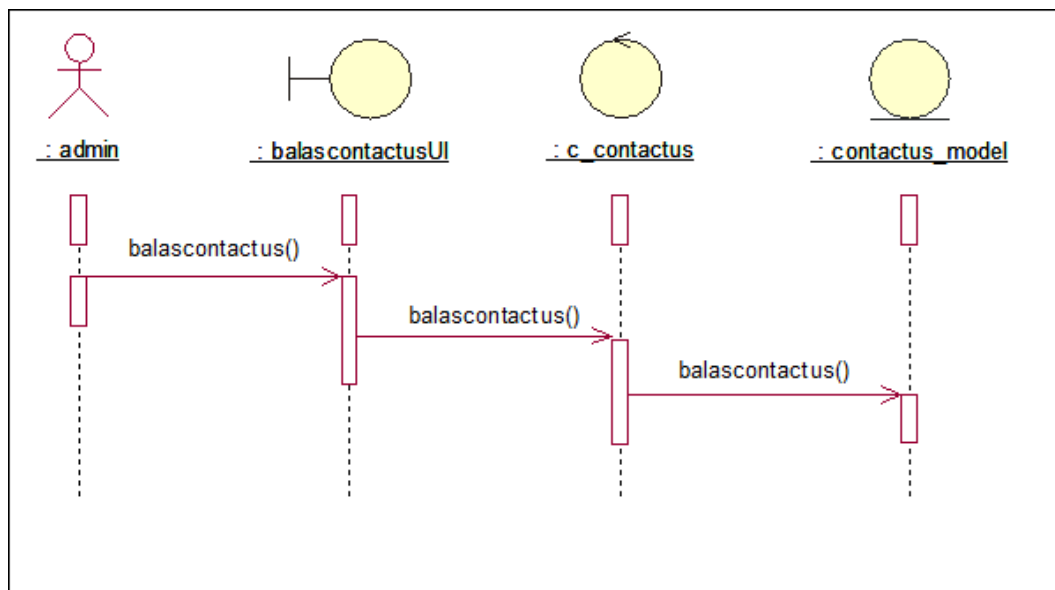 : admin
: balascontactusUI
: c_contactus
: contactus_model
balascontactus()
balascontactus()
balascontactus()